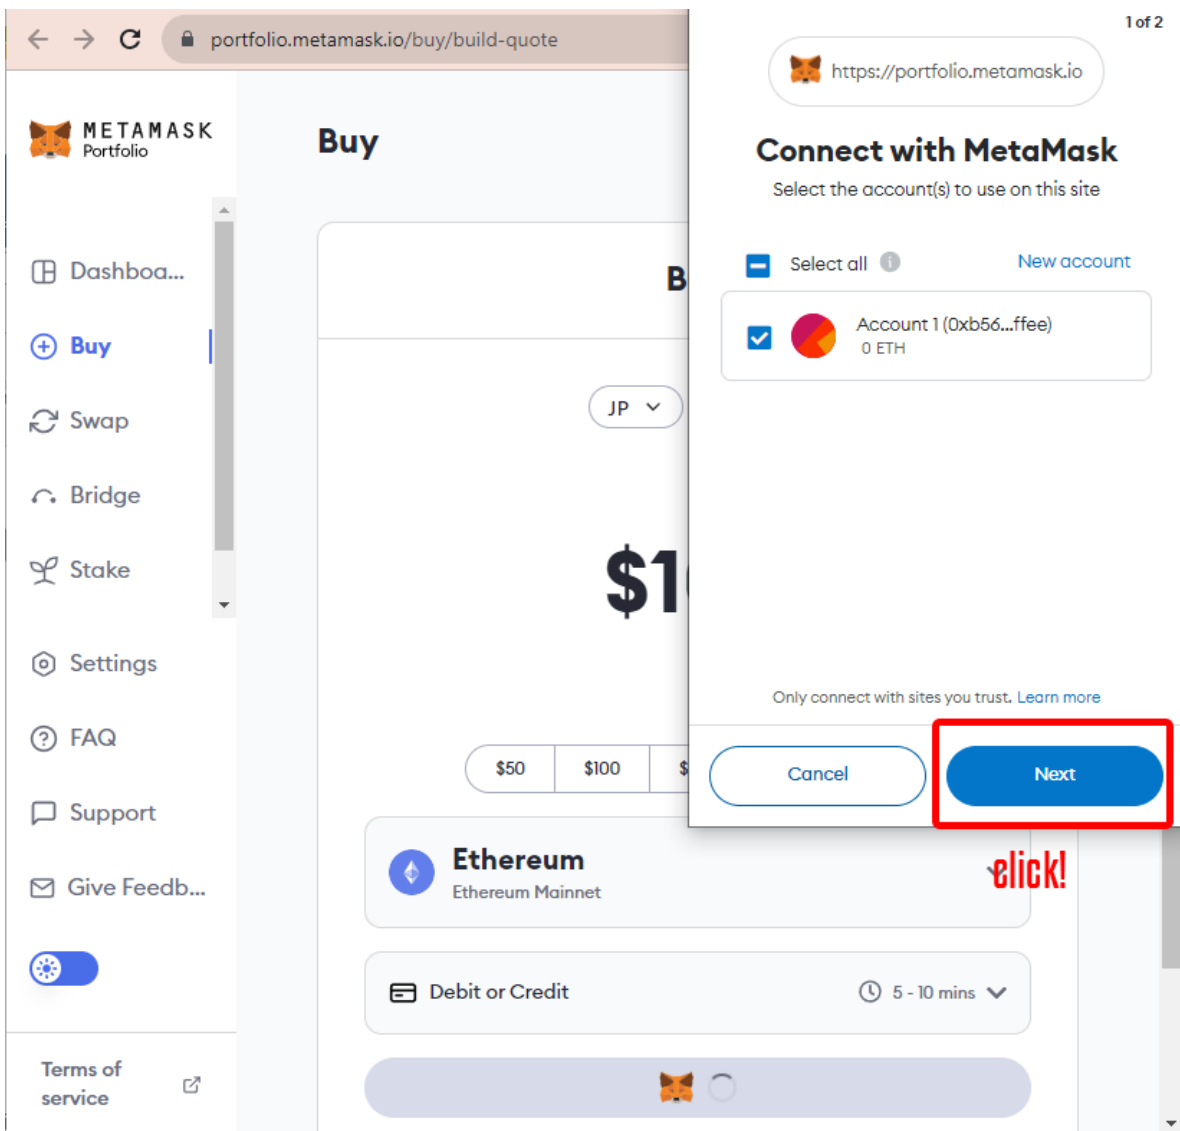 portfolio.metamask.io/buy/build-quote
METAMASK
Portfolio
Dashboa...
Buy
Swap
Bridge
Stake
Settings
FAQ
Support
Give Feedb...
Terms of
service
Buy
B
JP
$1
$50 $100 $
Ethereum
Ethereum Mainnet
Debit or Credit 5 - 10 mins
1 of 2
https://portfolio.metamask.io
Connect with MetaMask
Select the account(s) to use on this site
Select all New account
Account 1 (0xb56...ffee)
0 ETH
Only connect with sites you trust. Learn more
Cancel Next
click!